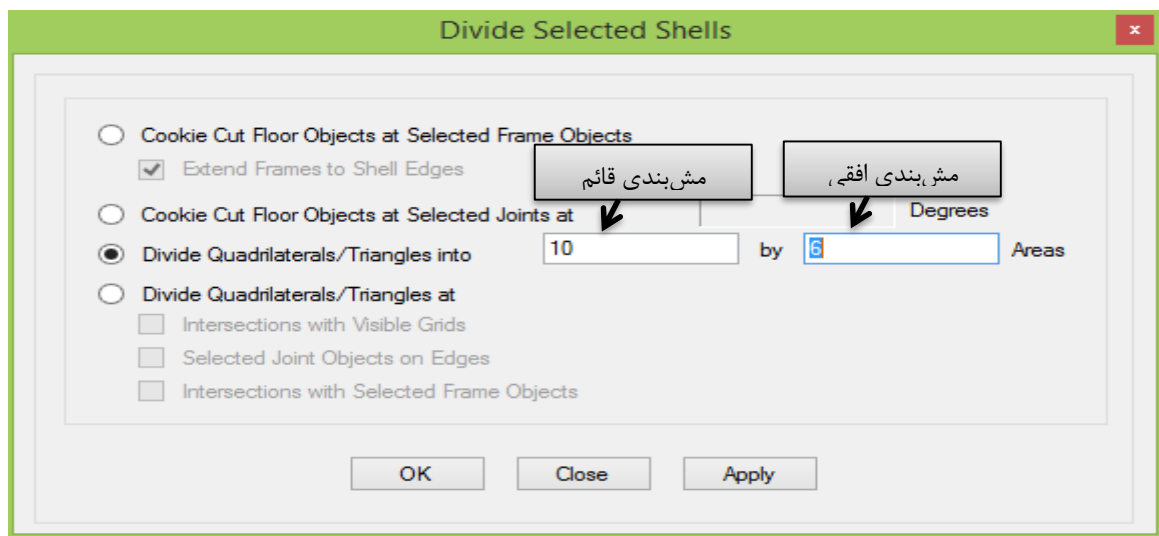 Divide Selected Shells
x
Cookie Cut Floor Objects at Selected Frame Objects
Extend Frames to Shell Edges
مش‌بندی قائم
مش‌بندی افقی
Cookie Cut Floor Objects at Selected Joints at Degrees
Divide Quadrilaterals/Triangles into 10 by 6 Areas
Divide Quadrilaterals/Triangles at
Intersections with Visible Grids
Selected Joint Objects on Edges
Intersections with Selected Frame Objects
OK Close Apply